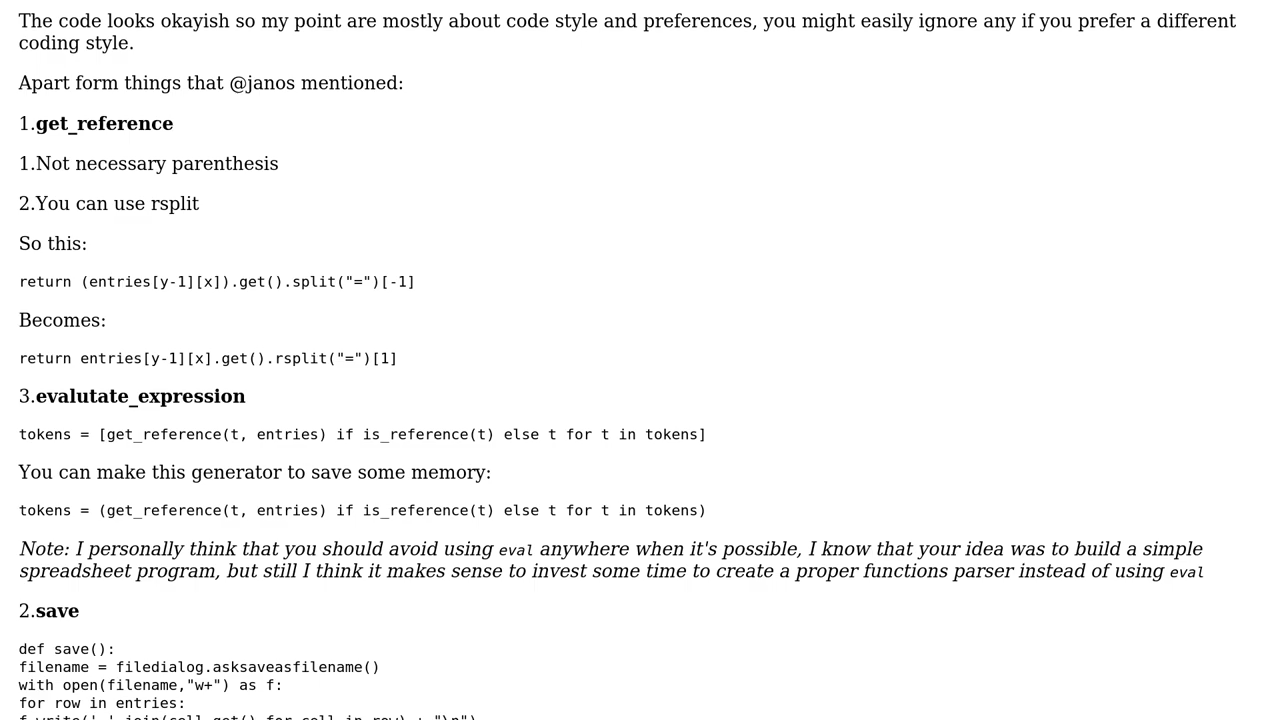 The code looks okayish so my point are mostly about code style and preferences, you might easily ignore any if you prefer a different
coding style.
Apart form things that @janos mentioned:
1.get_reference
1.Not necessary parenthesis
2.You can use rsplit
So this:
return (entries[y-1][x]).get().split("=")[-1]
Becomes:
return entries[y-1][x].get().rsplit("=")[1]
3.evalutate_expression
tokens = [get_reference(t, entries) if is_reference(t) else t for t in tokens]
You can make this generator to save some memory:
tokens = (get_reference(t, entries) if is_reference(t) else t for t in tokens)
Note: I personally think that you should avoid using eval anywhere when it's possible, I know that your idea was to build a simple
spreadsheet program, but still I think it makes sense to invest some time to create a proper functions parser instead of using eval
2.save
def save():
filename = filedialog.asksaveasfilename()
with open(filename,"w+") as f:
for row in entries: